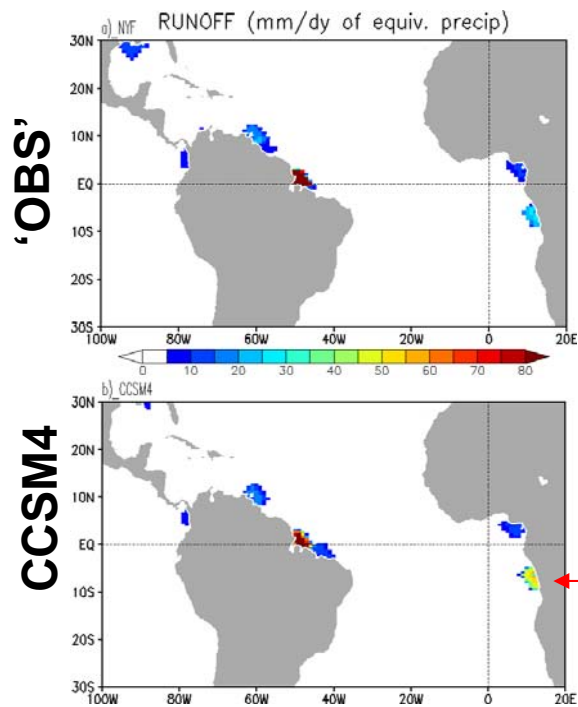 RUNOFF (mm/dy of equiv. precip)
a)_NYF
'OBS'
30N
20N
10N
EQ
10S
20S
30S
100W 80W 60W 40W 20W 0 20E
0 10 20 30 40 50 60 70 80
b)_CCSM4
CCSM4
30N
20N
10N
EQ
10S
20S
30S
100W 80W 60W 40W 20W 0 20E